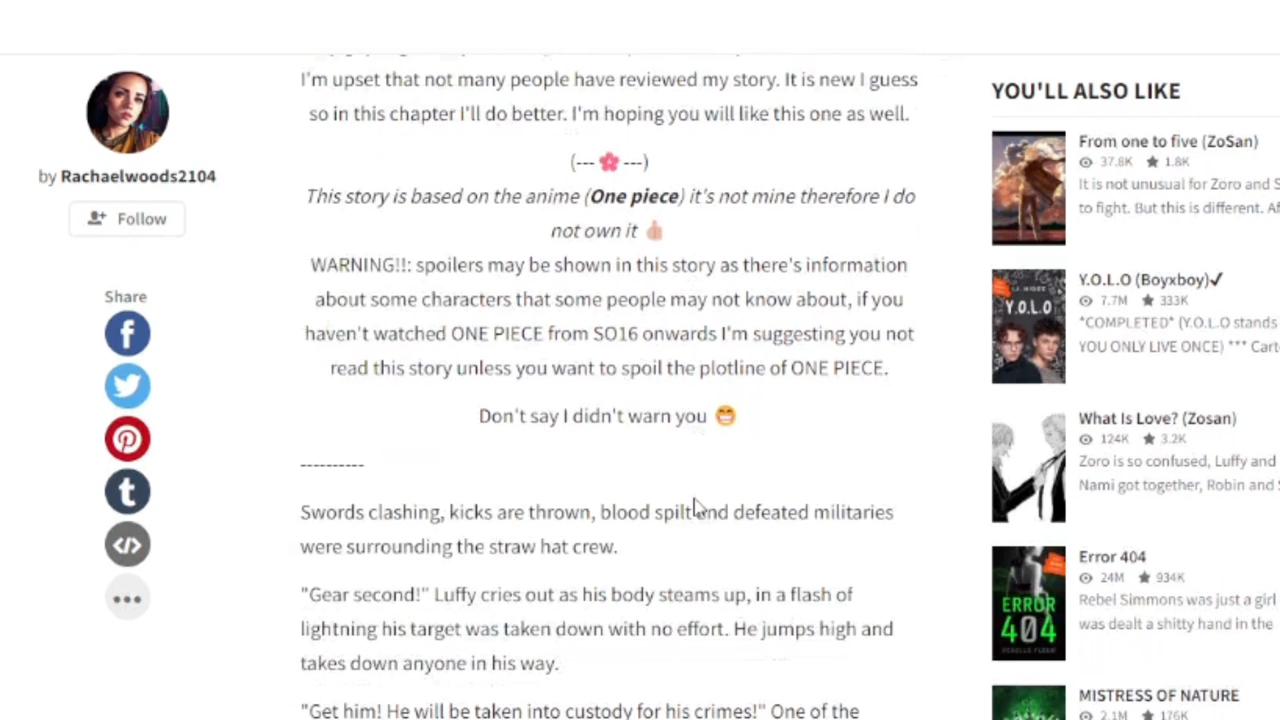 I'm upset that not many people have reviewed my story. It is new I guess
so in this chapter I'll do better. I'm hoping you will like this one as well.
(--- 🌸 ---)
This story is based on the anime (One piece) it's not mine therefore I do
not own it 👍🏼
WARNING!!: spoilers may be shown in this story as there's information
about some characters that some people may not know about, if you
haven't watched ONE PIECE from SO16 onwards I'm suggesting you not
read this story unless you want to spoil the plotline of ONE PIECE.
Don't say I didn't warn you 😁
----------
Swords clashing, kicks are thrown, blood spilt and defeated militaries
were surrounding the straw hat crew.
"Gear second!" Luffy cries out as his body steams up, in a flash of
lightning his target was taken down with no effort. He jumps high and
takes down anyone in his way.
"Get him! He will be taken into custody for his crimes!" One of the
by Rachaelwoods2104
Follow
Share
YOU'LL ALSO LIKE
From one to five (ZoSan)
37.8K 1.8K
It is not unusual for Zoro and S
to fight. But this is different. Af
Y.O.L.O
Y.O.L.O (Boyxboy)✔
7.7M 333K
*COMPLETED* (Y.O.L.O stands
YOU ONLY LIVE ONCE) *** Cart
What Is Love? (Zosan)
124K 3.2K
Zoro is so confused, Luffy and
Nami got together, Robin and S
ERROR
404
Error 404
24M 934K
Rebel Simmons was just a girl
was dealt a shitty hand in the
MISTRESS OF NATURE
2.1M 176K